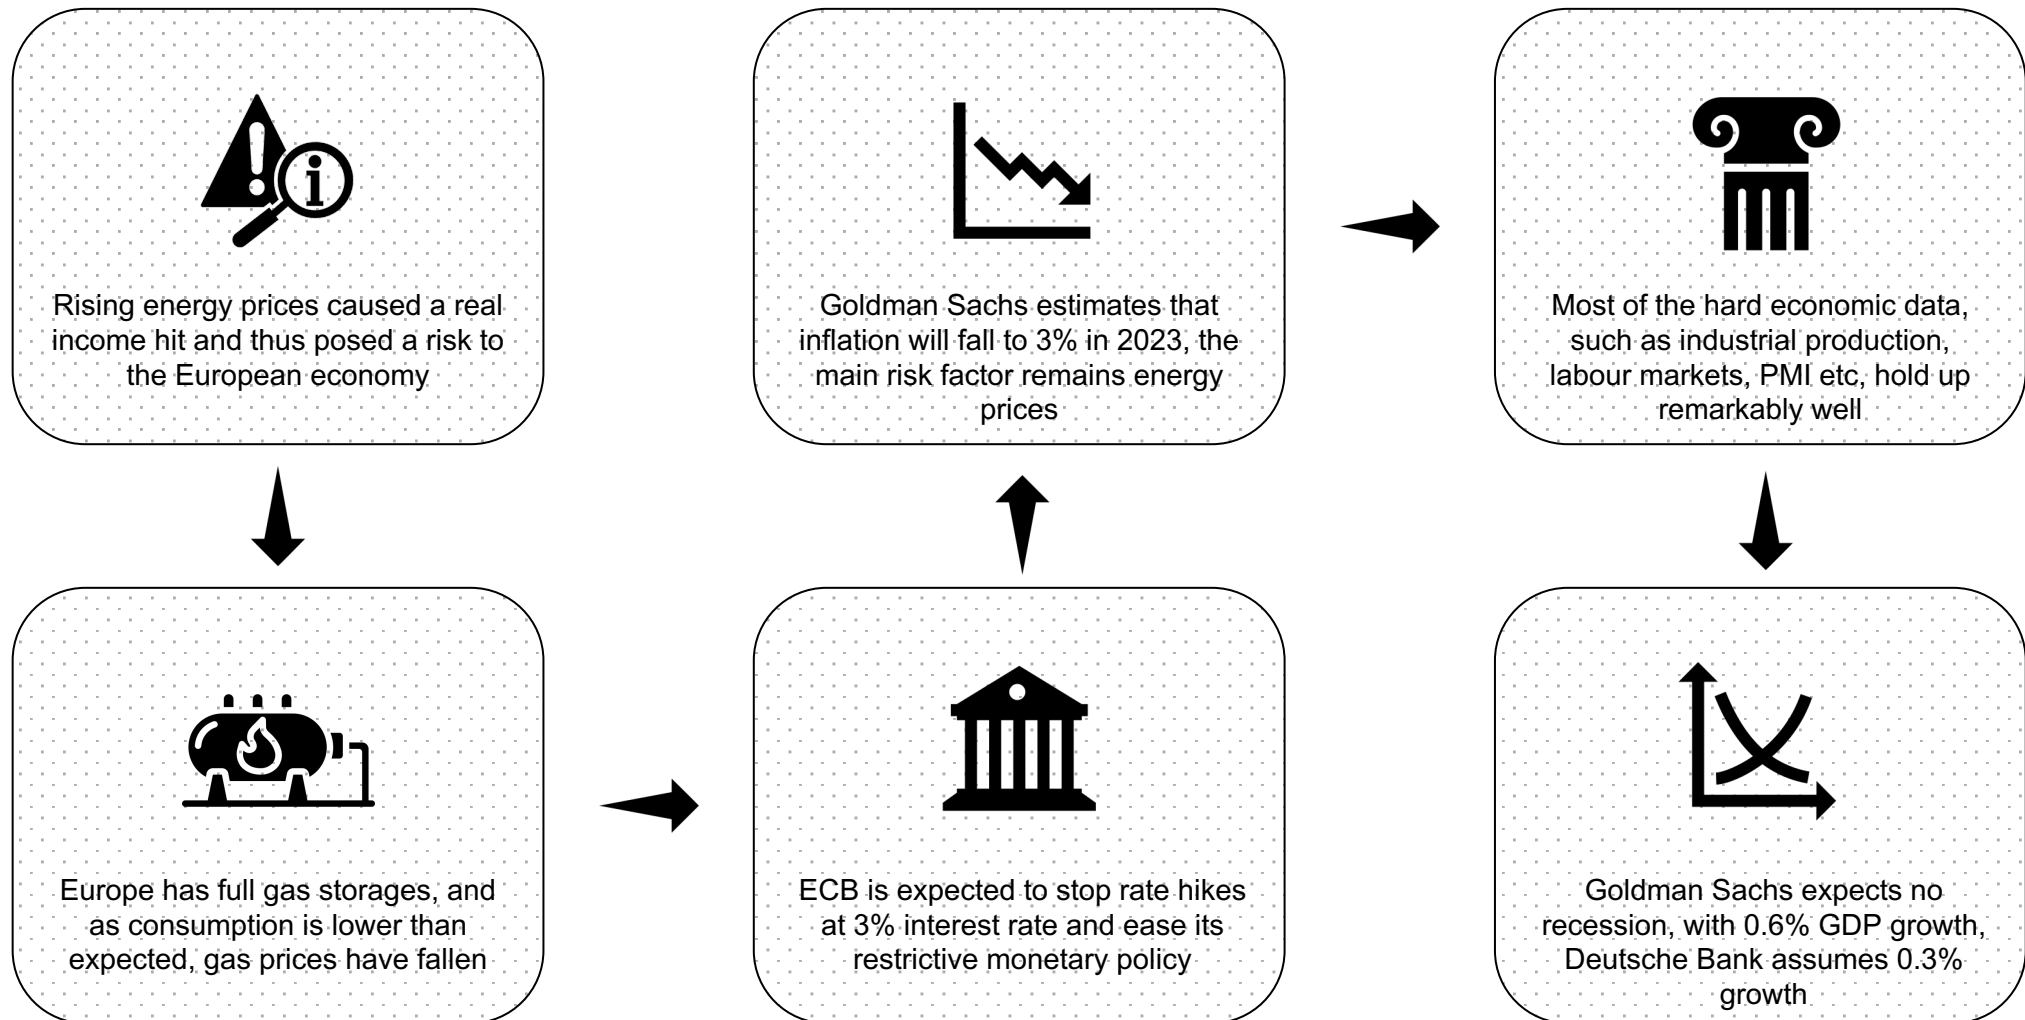 Rising energy prices caused a real
income hit and thus posed a risk to
the European economy
Europe has full gas storages, and
as consumption is lower than
expected, gas prices have fallen
ECB is expected to stop rate hikes
at 3% interest rate and ease its
restrictive monetary policy
Goldman Sachs estimates that
inflation will fall to 3% in 2023, the
main risk factor remains energy
prices
Most of the hard economic data,
such as industrial production,
labour markets, PMI etc, hold up
remarkably well
Goldman Sachs expects no
recession, with 0.6% GDP growth,
Deutsche Bank assumes 0.3%
growth